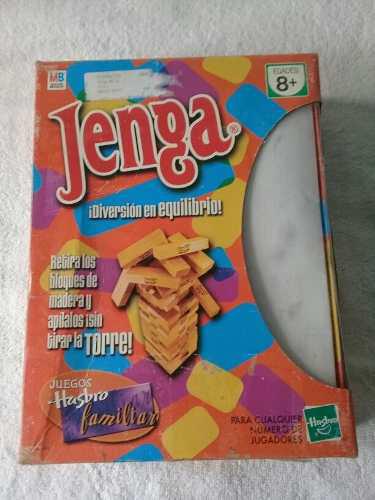 MB
EDADES
8+
Jenga®
¡Diversión en equilibrio!
Retira los
bloques de
madera y
apílalos ¡sin
tirar la TORRE!
JUEGOS
Hasbro
familiar
PARA CUALQUIER
NÚMERO DE
JUGADORES
Hasbro